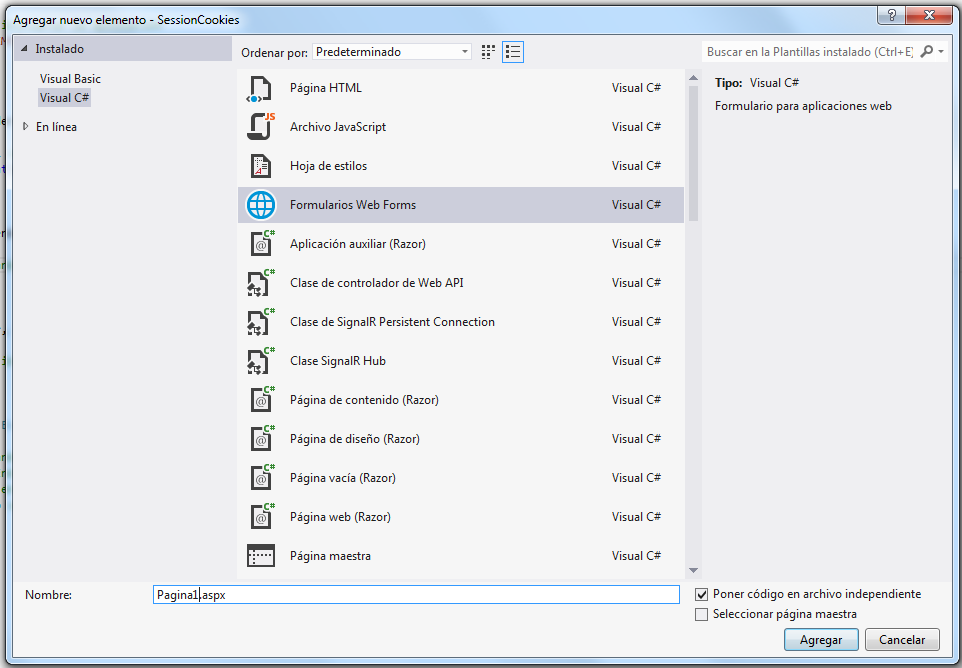 Agregar nuevo elemento - SessionCookies
Instalado
Visual Basic
Visual C#
En línea
Ordenar por: Predeterminado
Buscar en la Plantillas instalado (Ctrl+E)
Página HTML Visual C#
Archivo JavaScript Visual C#
Hoja de estilos Visual C#
Formularios Web Forms Visual C#
Aplicación auxiliar (Razor) Visual C#
Clase de controlador de Web API Visual C#
Clase de SignalR Persistent Connection Visual C#
Clase SignalR Hub Visual C#
Página de contenido (Razor) Visual C#
Página de diseño (Razor) Visual C#
Página vacía (Razor) Visual C#
Página web (Razor) Visual C#
Página maestra Visual C#
Tipo: Visual C#
Formulario para aplicaciones web
Nombre: Pagina1.aspx
Poner código en archivo independiente
Seleccionar página maestra
Agregar Cancelar